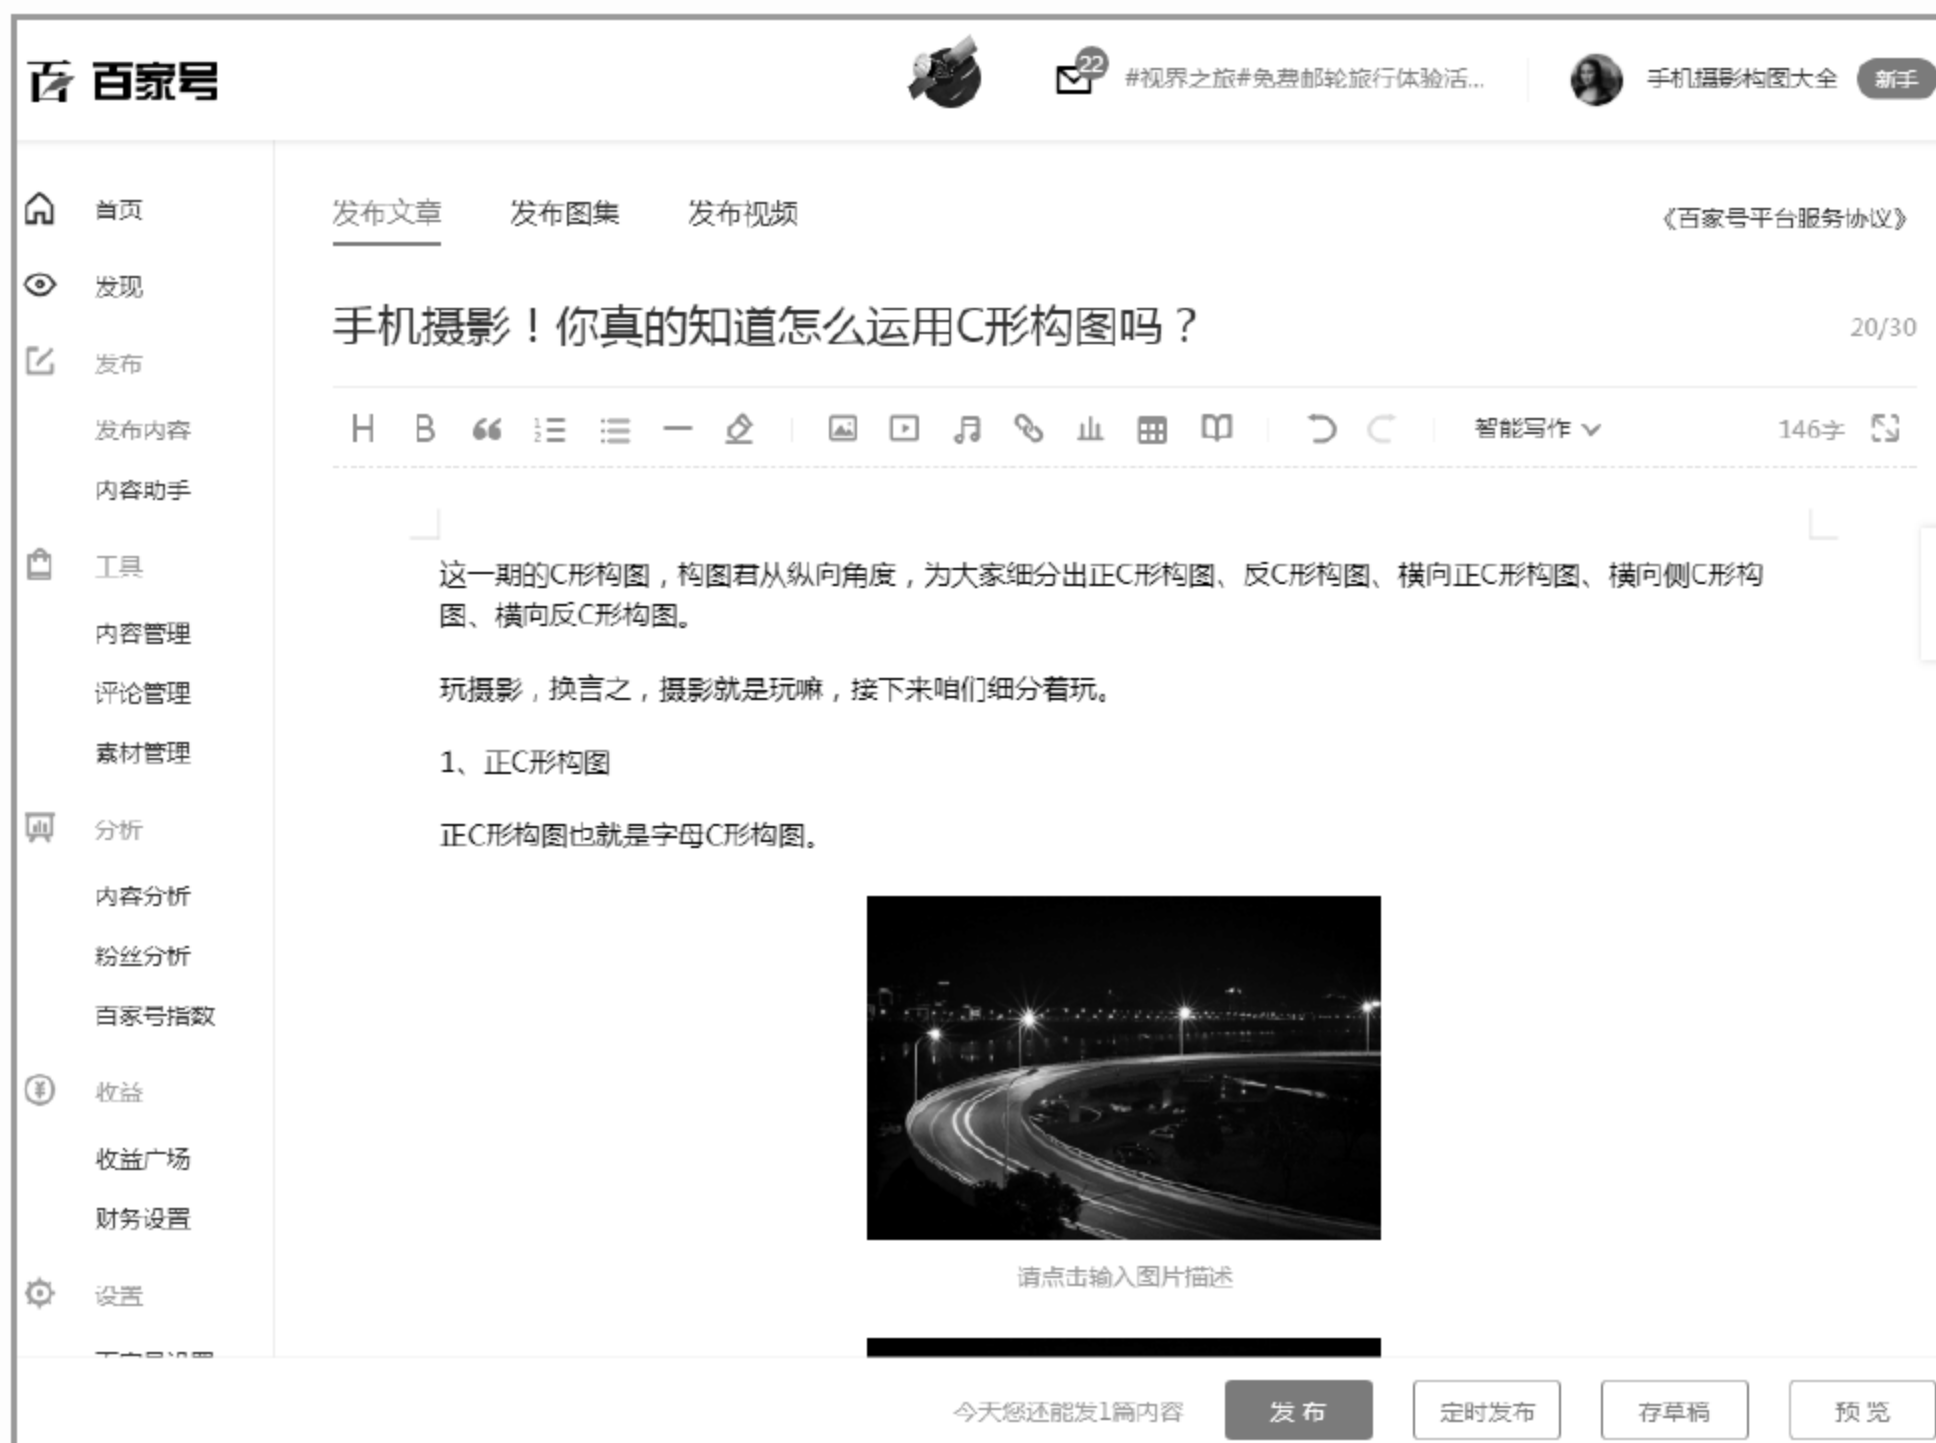 百家号
22
#视界之旅#免费邮轮旅行体验活...
手机摄影构图大全
新手
首页
发现
发布
发布内容
内容助手
工具
内容管理
评论管理
素材管理
分析
内容分析
粉丝分析
百家号指数
收益
收益广场
财务设置
设置
发布文章
发布图集
发布视频
《百家号平台服务协议》
手机摄影！你真的知道怎么运用C形构图吗？
20/30
H B
智能写作
146字
这一期的C形构图，构图君从纵向角度，为大家细分出正C形构图、反C形构图、横向正C形构图、横向侧C形构
图、横向反C形构图。
玩摄影，换言之，摄影就是玩嘛，接下来咱们细分着玩。
1、正C形构图
正C形构图也就是字母C形构图。
请点击输入图片描述
今天您还能发1篇内容
发布
定时发布
存草稿
预览